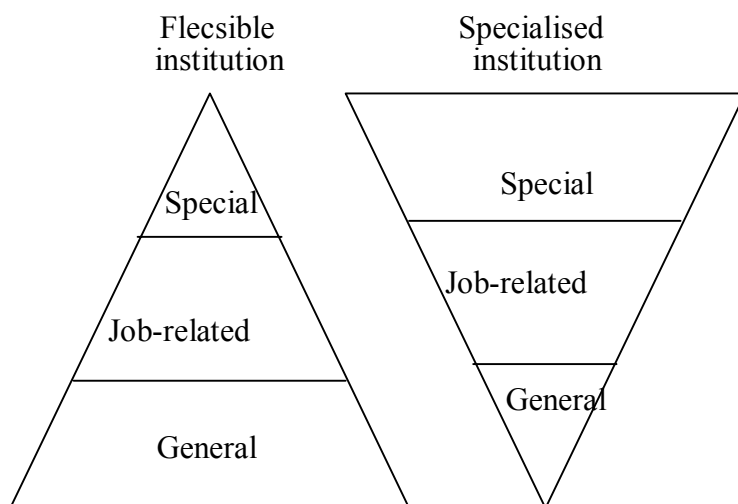 Flecsible
institution
Special
Job-related
General
Specialised
institution
Special
Job-related
General